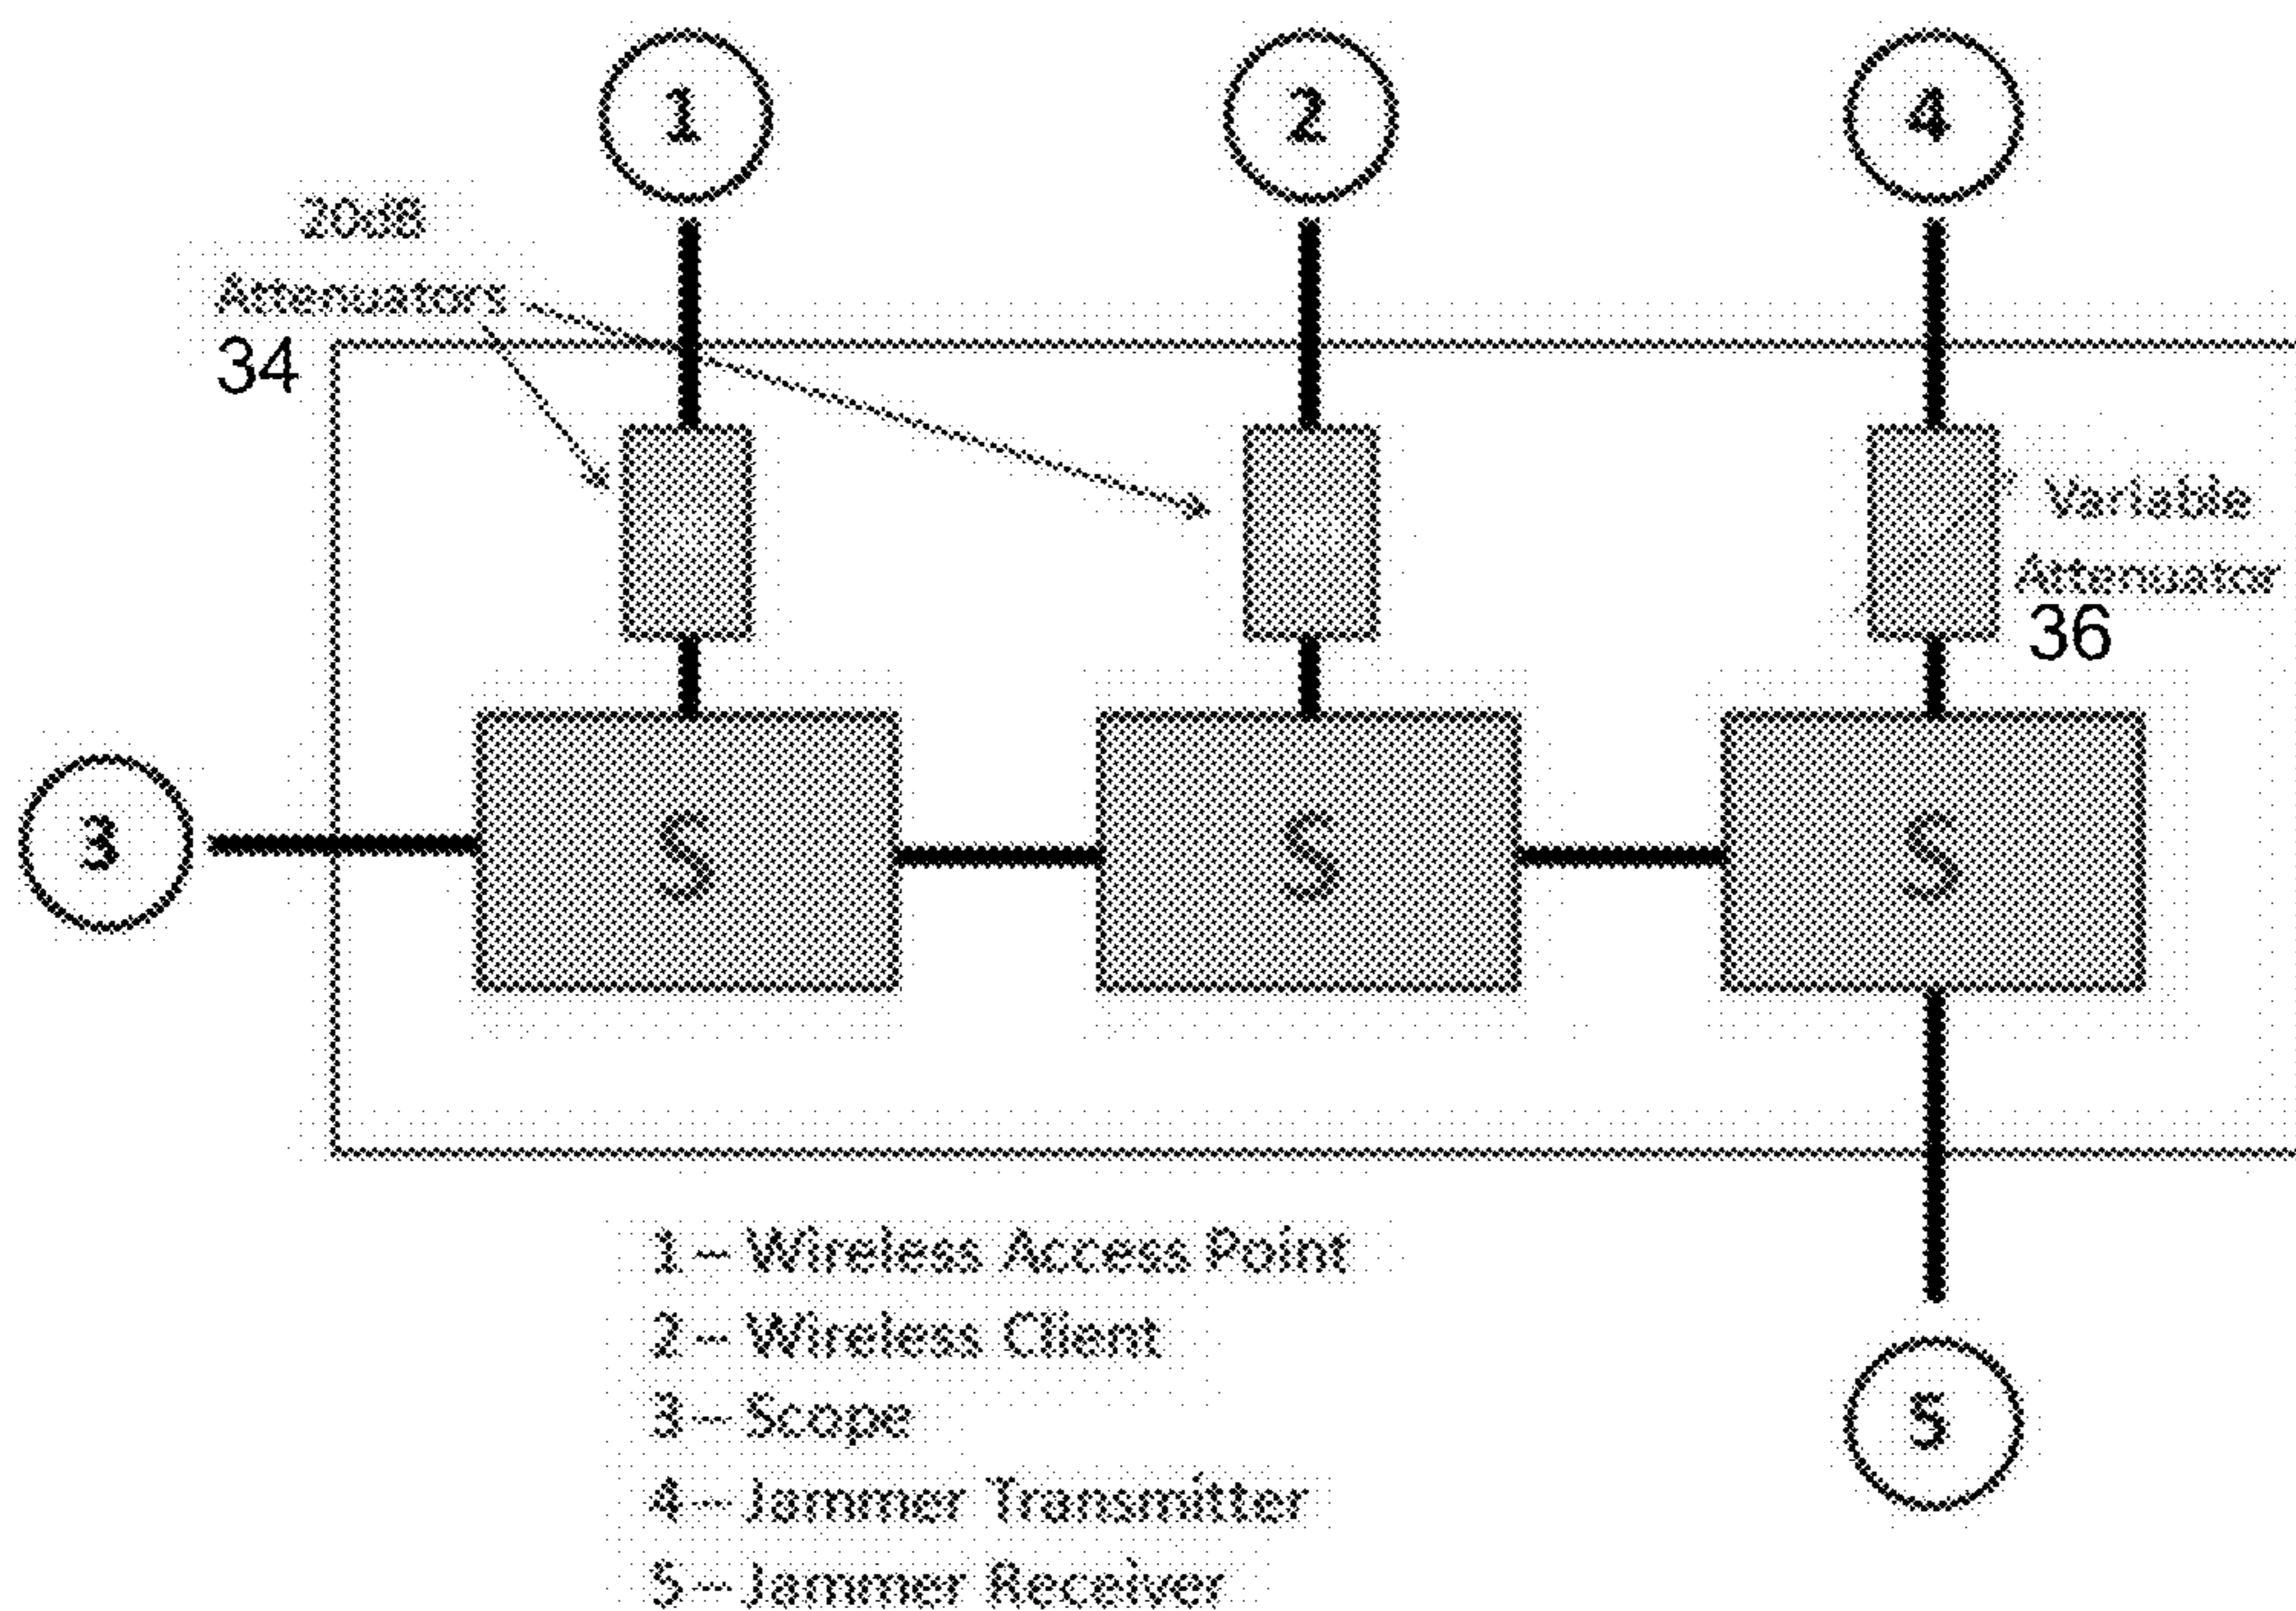 1
2
4
20dB
Attenuators
34
Variable
Attenuator
36
3
S
S
S
1 – Wireless Access Point
2 – Wireless Client
3 – Scope
4 – Jammer Transmitter
5 – Jammer Receiver
5